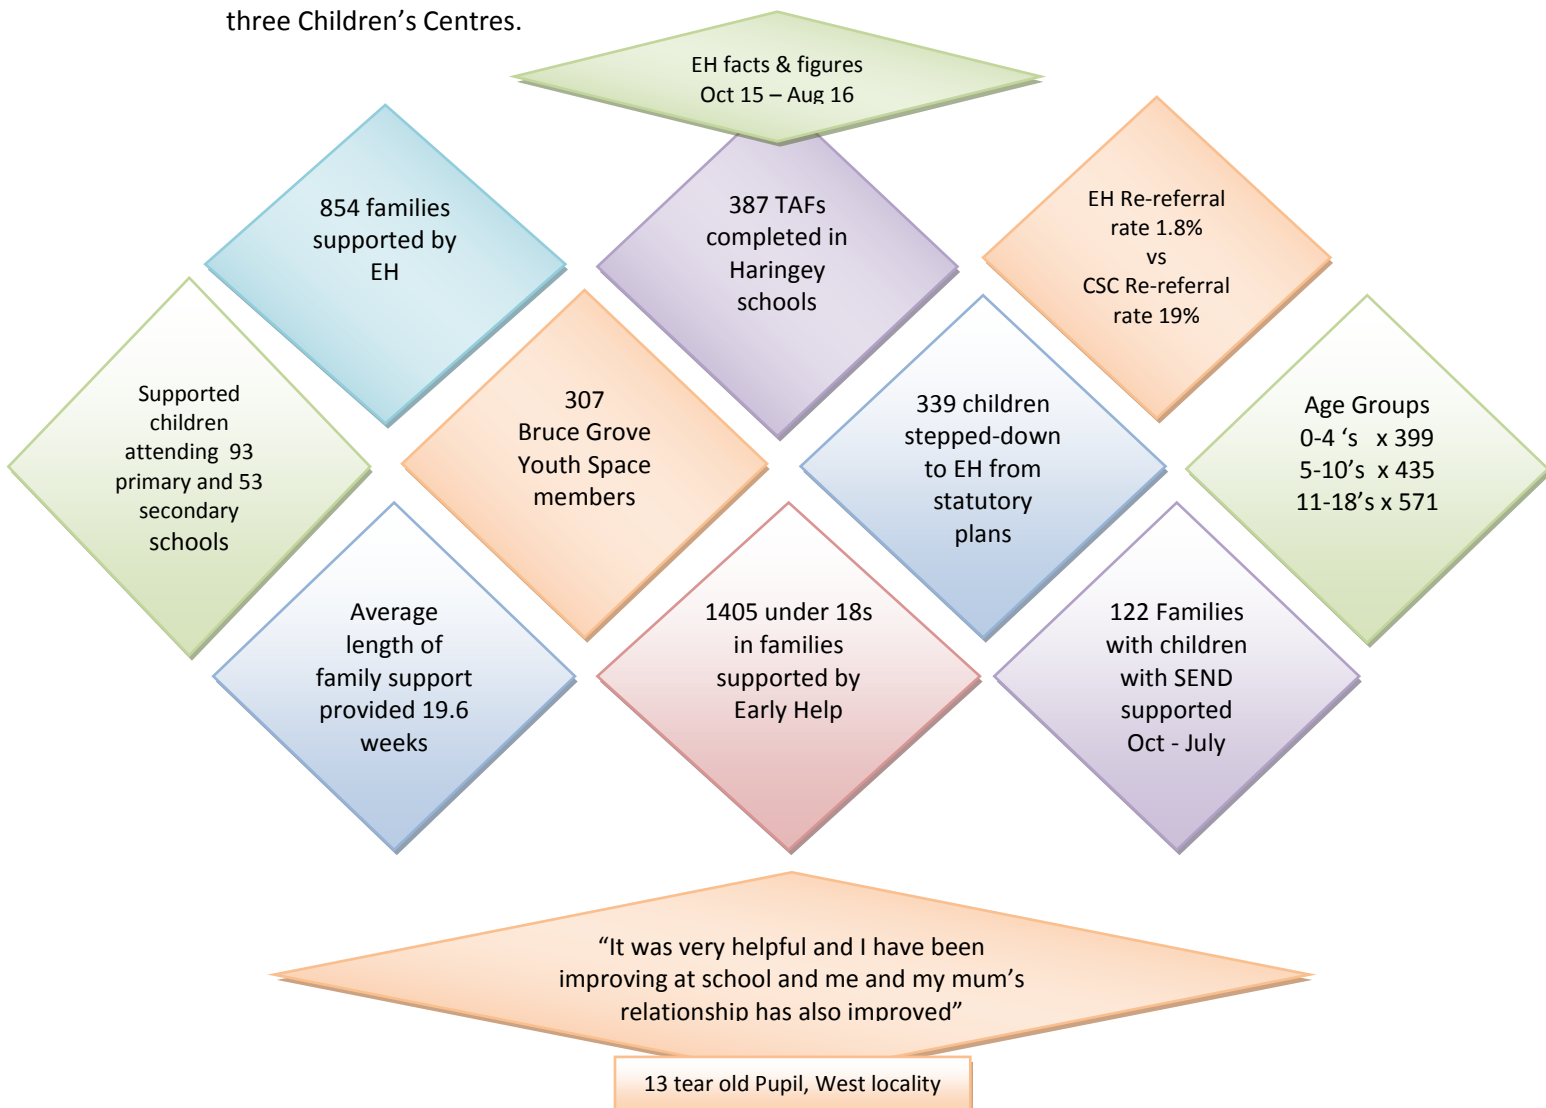 three Children’s Centres.
EH facts & figures
Oct 15 – Aug 16
854 families
supported by
EH
387 TAFs
completed in
Haringey
schools
EH Re-referral
rate 1.8%
vs
CSC Re-referral
rate 19%
Supported
children
attending 93
primary and 53
secondary
schools
307
Bruce Grove
Youth Space
members
339 children
stepped-down
to EH from
statutory
plans
Age Groups
0-4 ‘s x 399
5-10’s x 435
11-18’s x 571
Average
length of
family support
provided 19.6
weeks
1405 under 18s
in families
supported by
Early Help
122 Families
with children
with SEND
supported
Oct - July
“It was very helpful and I have been
improving at school and me and my mum’s
relationship has also improved”
13 tear old Pupil, West locality